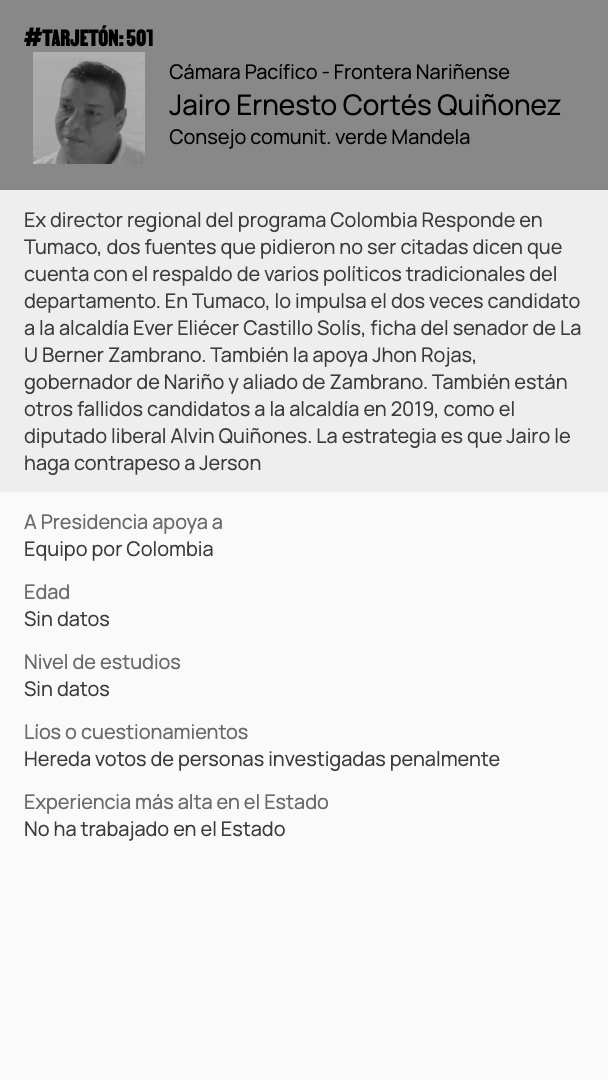 #TARJETÓN: 501
Cámara Pacífico - Frontera Nariñense
Jairo Ernesto Cortés Quiñonez
Consejo comunit. verde Mandela
Ex director regional del programa Colombia Responde en
Tumaco, dos fuentes que pidieron no ser citadas dicen que
cuenta con el respaldo de varios políticos tradicionales del
departamento. En Tumaco, lo impulsa el dos veces candidato
a la alcaldía Ever Eliécer Castillo Solís, ficha del senador de La
U Berner Zambrano. También la apoya Jhon Rojas,
gobernador de Nariño y aliado de Zambrano. También están
otros fallidos candidatos a la alcaldía en 2019, como el
diputado liberal Alvin Quiñones. La estrategia es que Jairo le
haga contrapeso a Jerson
A Presidencia apoya a
Equipo por Colombia
Edad
Sin datos
Nivel de estudios
Sin datos
Líos o cuestionamientos
Hereda votos de personas investigadas penalmente
Experiencia más alta en el Estado
No ha trabajado en el Estado